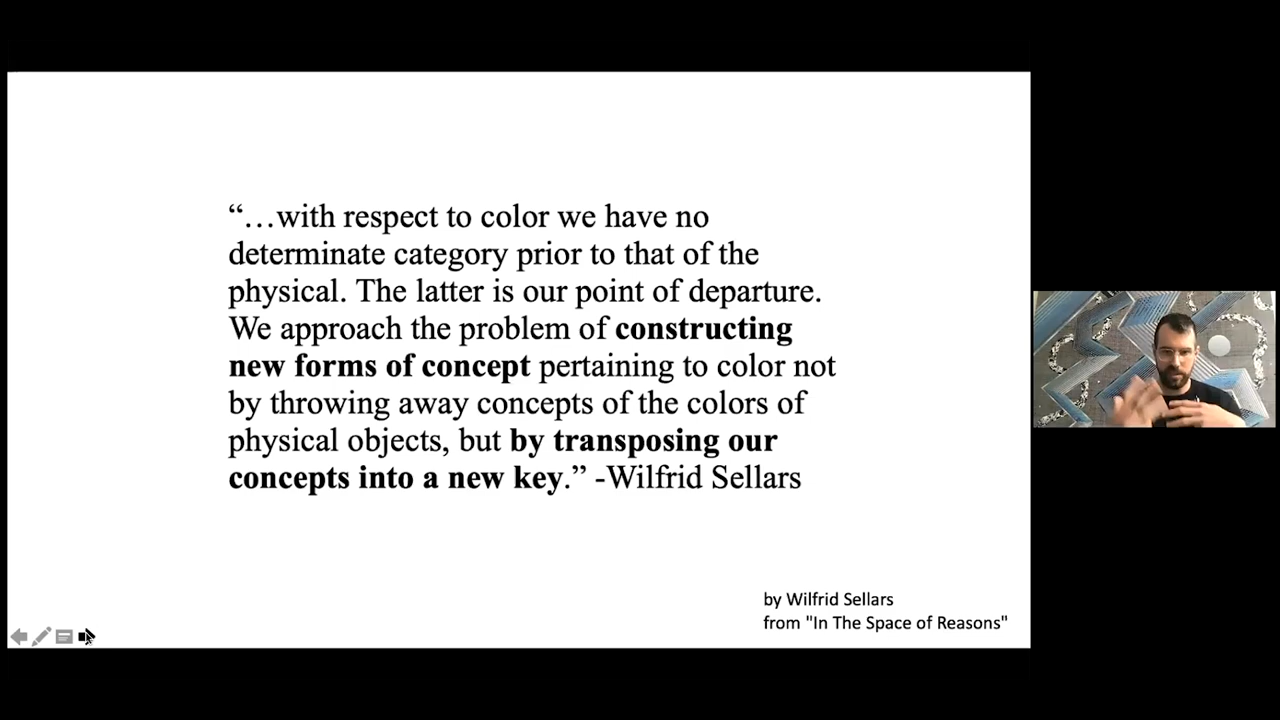 “…with respect to color we have no
determinate category prior to that of the
physical. The latter is our point of departure.
We approach the problem of constructing
new forms of concept pertaining to color not
by throwing away concepts of the colors of
physical objects, but by transposing our
concepts into a new key.” -Wilfrid Sellars
by Wilfrid Sellars
from "In The Space of Reasons"